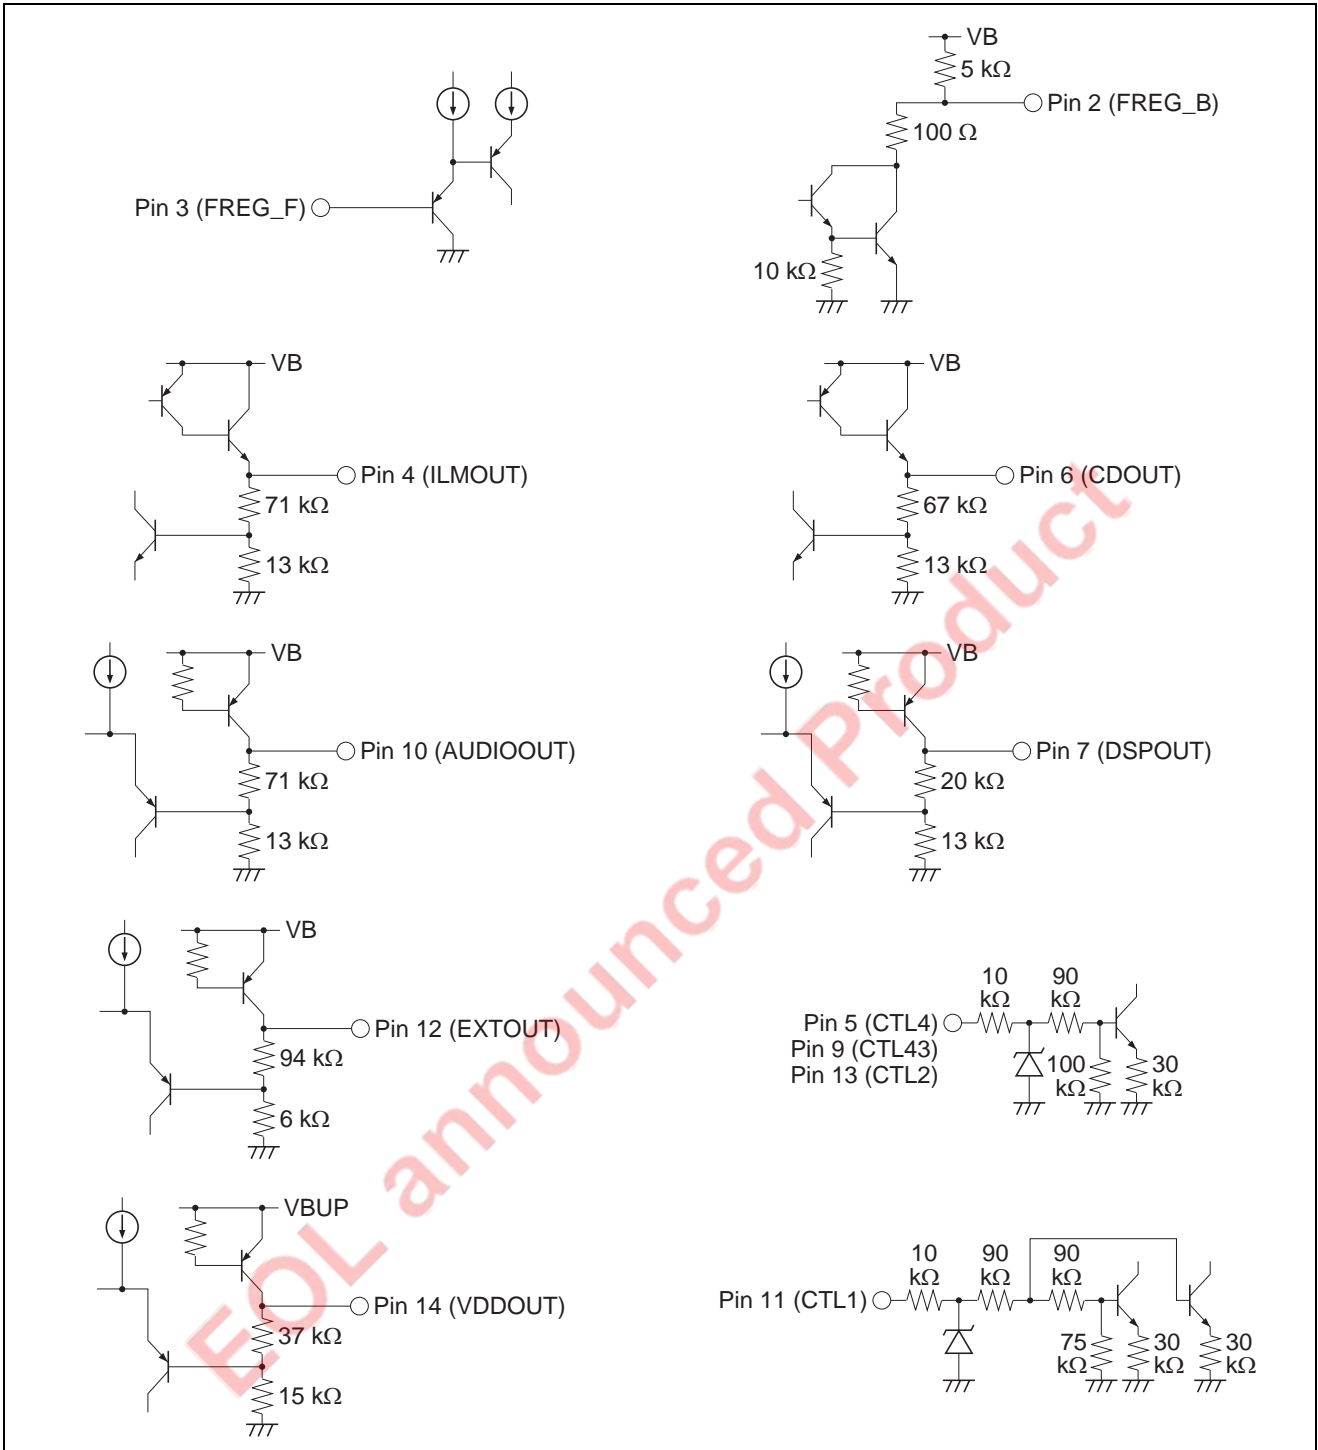 VB
5 kΩ
Pin 2 (FREG_B)
100 Ω
10 kΩ
Pin 3 (FREG_F)
VB
Pin 4 (ILMOUT)
71 kΩ
13 kΩ
VB
Pin 6 (CDOUT)
67 kΩ
13 kΩ
VB
Pin 10 (AUDIOOUT)
71 kΩ
13 kΩ
VB
Pin 7 (DSPOUT)
20 kΩ
13 kΩ
VB
Pin 12 (EXTOUT)
94 kΩ
6 kΩ
10
kΩ
90
kΩ
Pin 5 (CTL4)
Pin 9 (CTL43)
Pin 13 (CTL2)
100
kΩ
30
kΩ
VBUP
Pin 14 (VDDOUT)
37 kΩ
15 kΩ
10
kΩ
90
kΩ
90
kΩ
Pin 11 (CTL1)
75
kΩ
30
kΩ
30
kΩ
EOL announced Product